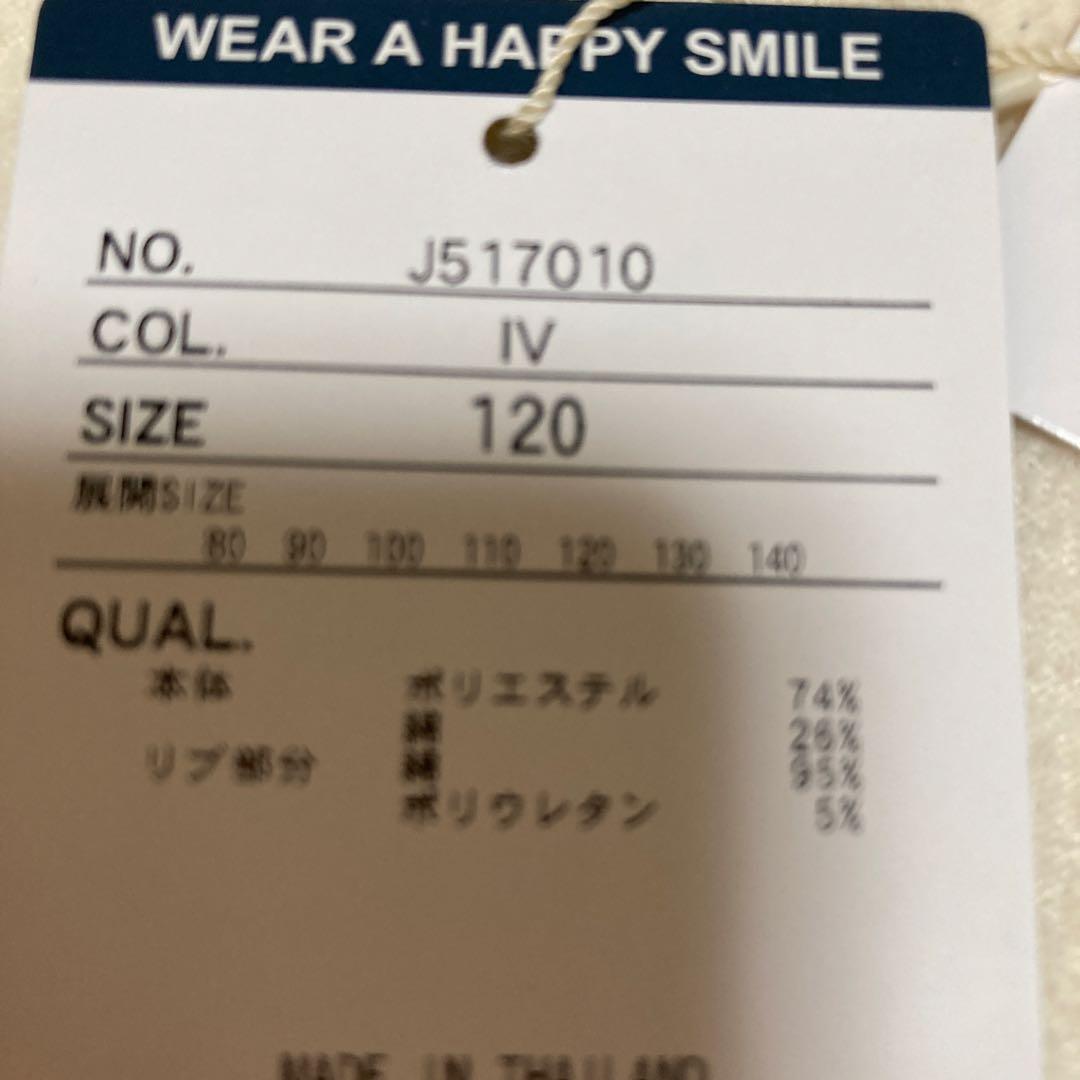 WEAR A HAPPY SMILE
NO. J517010
COL. IV
SIZE 120
展開SIZE
80 90 100 110 120 130 140
QUAL.
本体 ポリエステル 74%
綿 26%
リブ部分 綿 95%
ポリウレタン 5%
MADE IN THAILAND